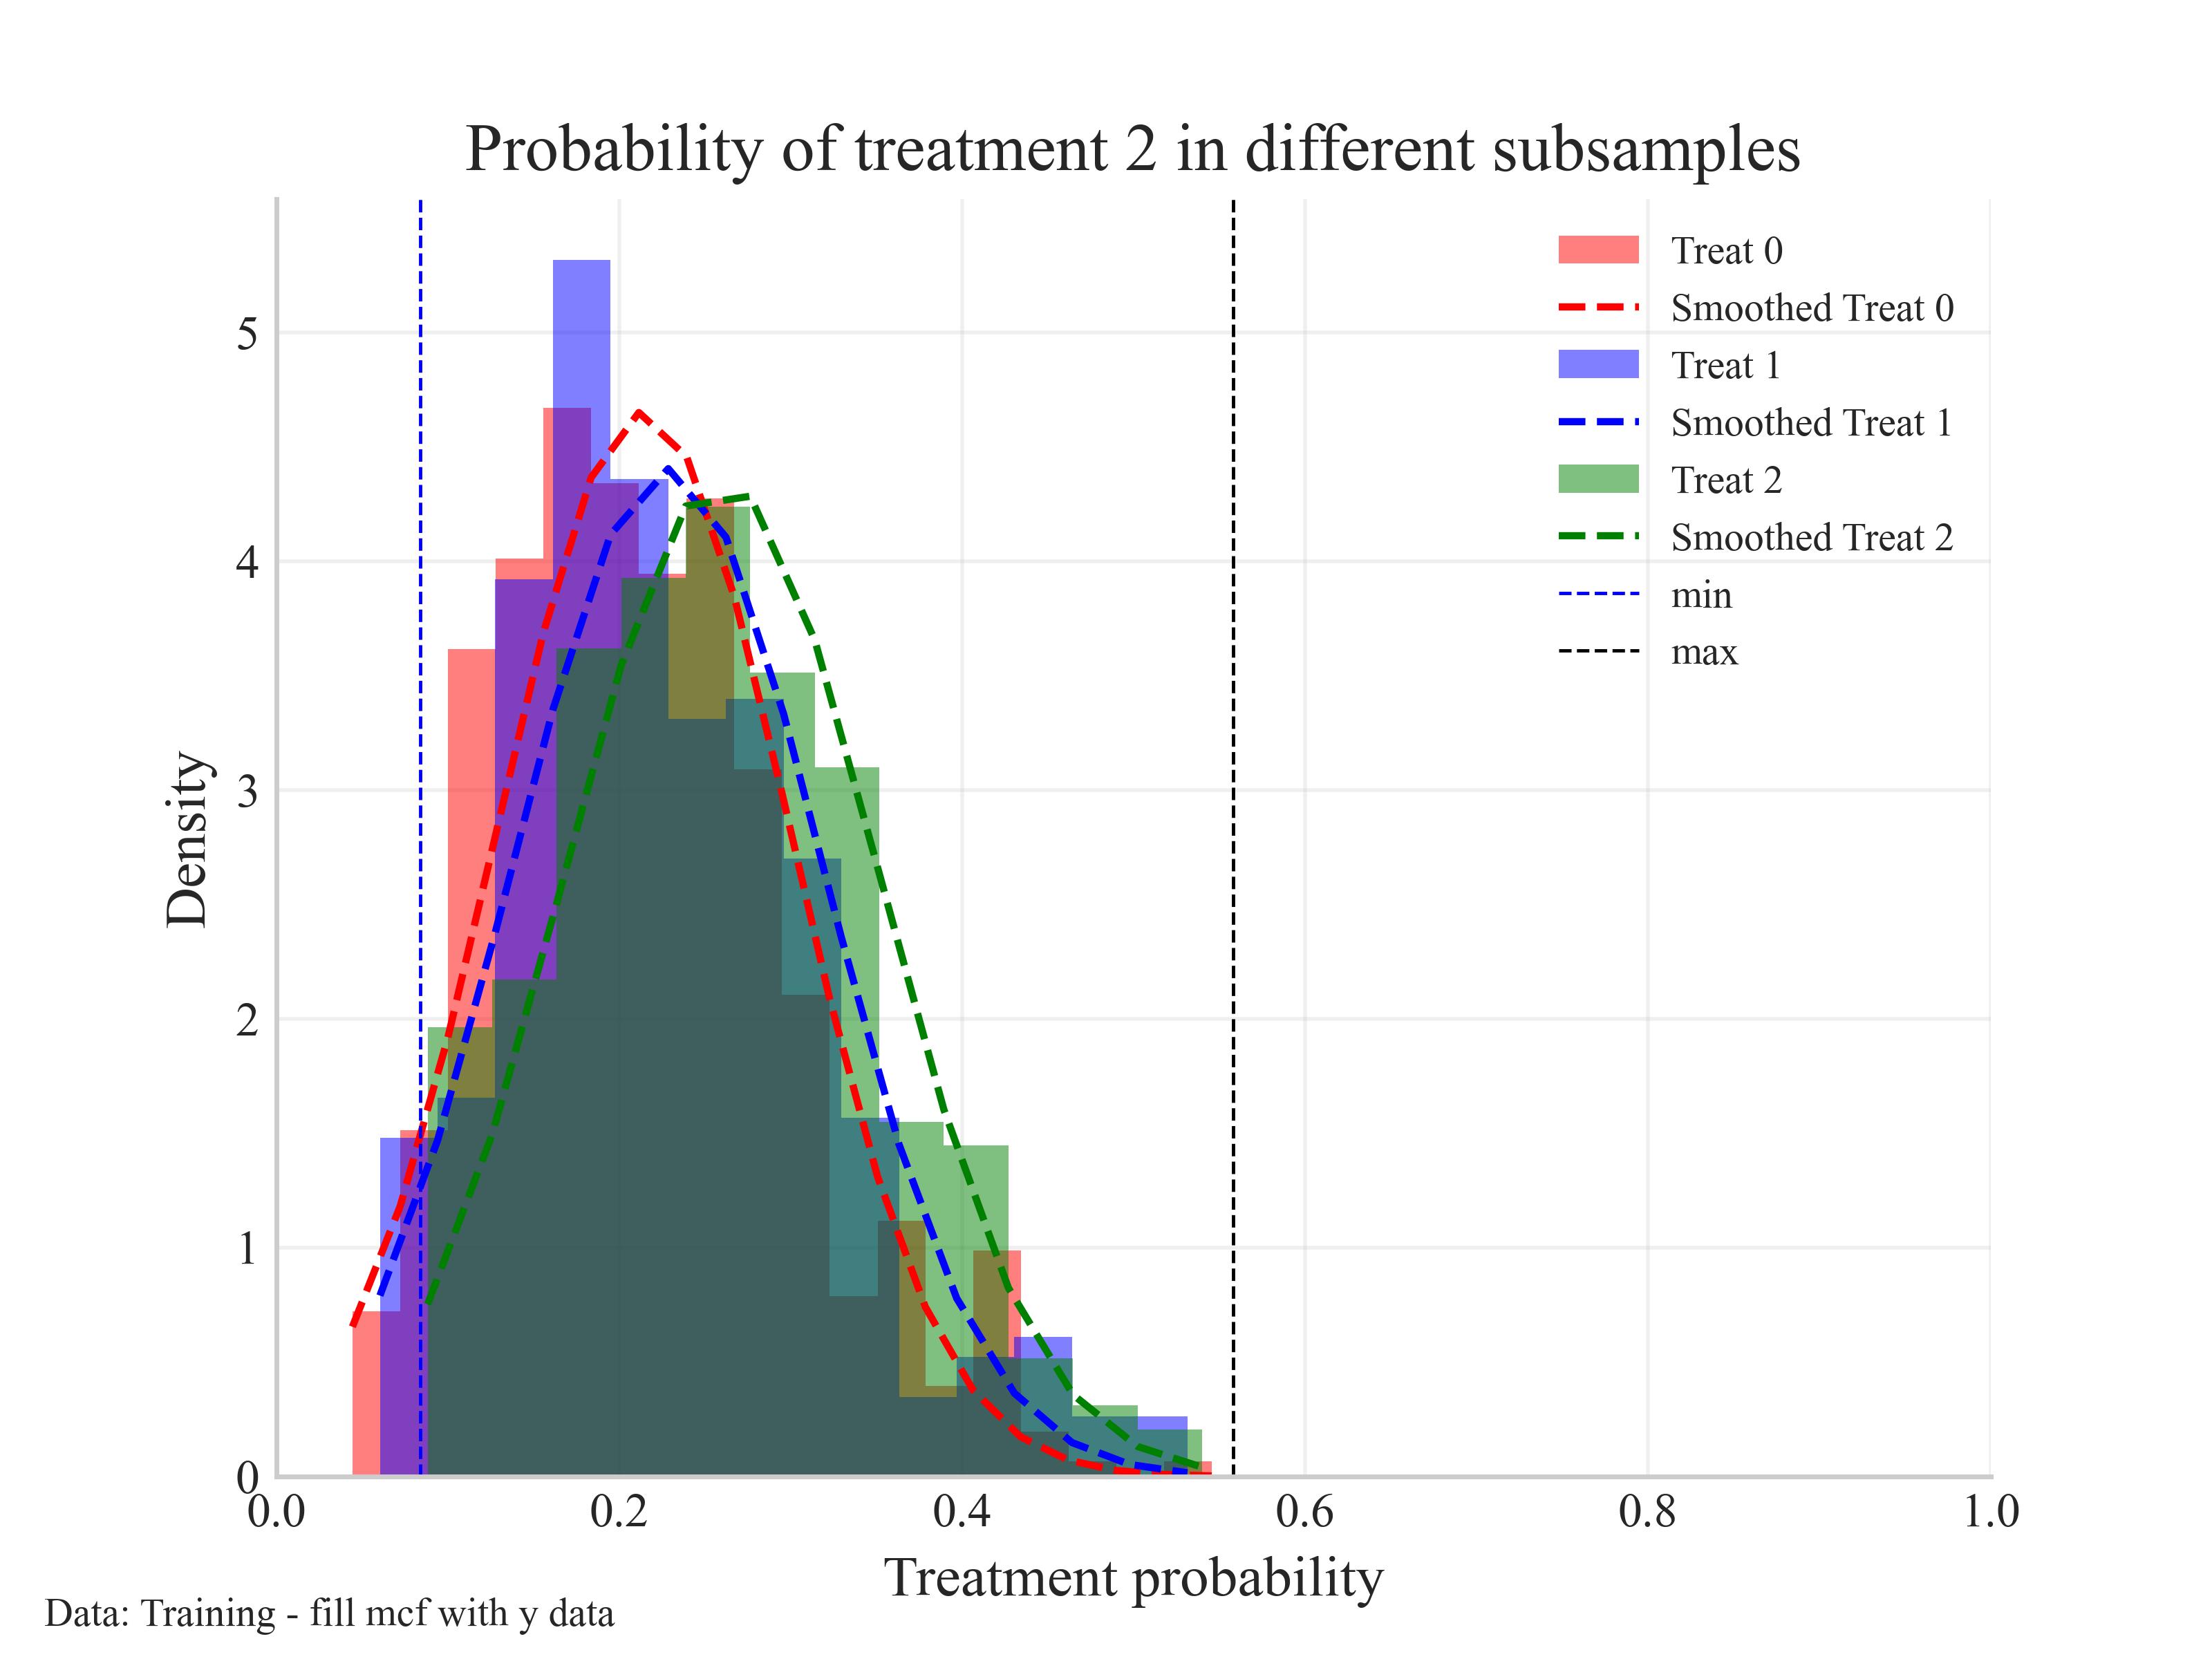 Probability of treatment 2 in different subsamples
Treat 0
Smoothed Treat 0
Treat 1
Smoothed Treat 1
Treat 2
Smoothed Treat 2
min
max
Density
5
4
3
2
1
0
0.0 0.2 0.4 0.6 0.8 1.0
Treatment probability
Data: Training - fill mcf with y data